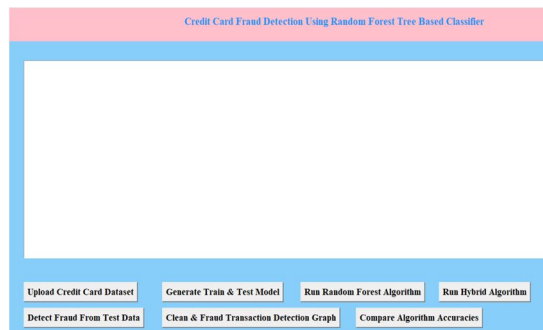 Credit Card Fraud Detection Using Random Forest Tree Based Classifier
Upload Credit Card Dataset Generate Train & Test Model Run Random Forest Algorithm Run Hybrid Algorithm
Detect Fraud From Test Data Clean & Fraud Transaction Detection Graph Compare Algorithm Accuracies